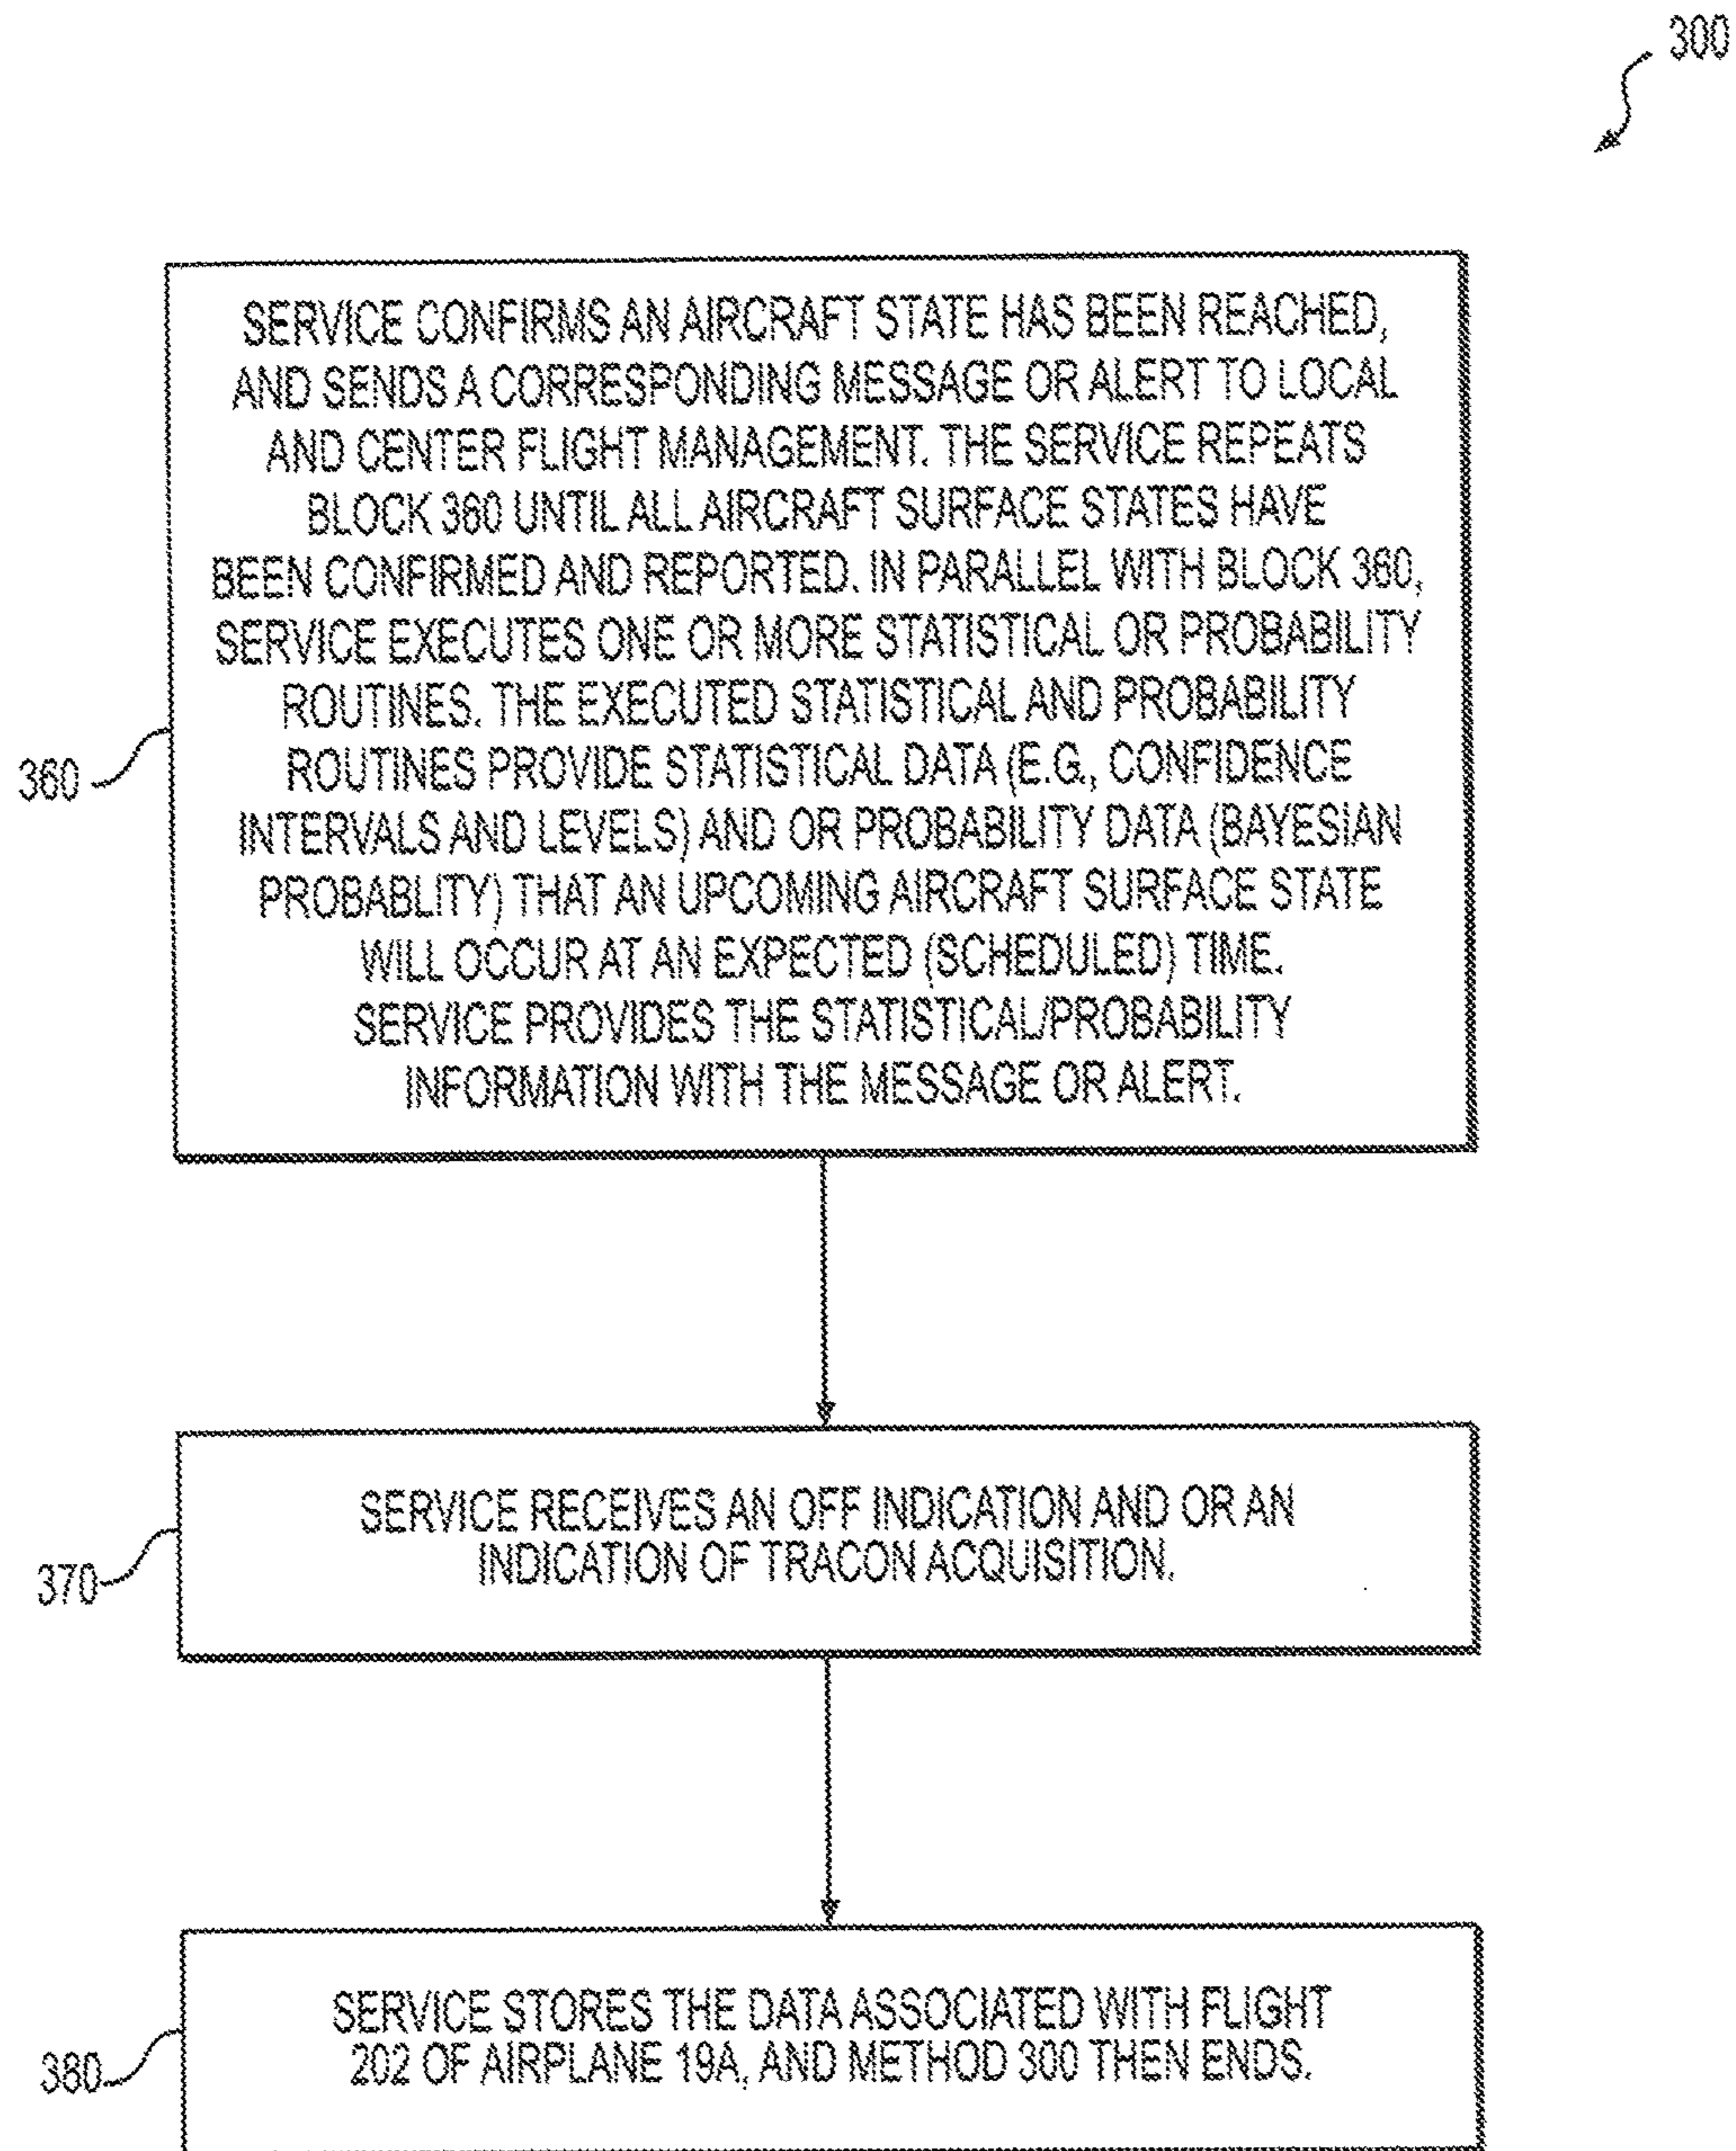 300
SERVICE CONFIRMS AN AIRCRAFT STATE HAS BEEN REACHED,
AND SENDS A CORRESPONDING MESSAGE OR ALERT TO LOCAL
AND CENTER FLIGHT MANAGEMENT. THE SERVICE REPEATS
BLOCK 360 UNTIL ALL AIRCRAFT SURFACE STATES HAVE
BEEN CONFIRMED AND REPORTED. IN PARALLEL WITH BLOCK 360,
SERVICE EXECUTES ONE OR MORE STATISTICAL OR PROBABILITY
ROUTINES. THE EXECUTED STATISTICAL AND PROBABILITY
ROUTINES PROVIDE STATISTICAL DATA (E.G., CONFIDENCE
INTERVALS AND LEVELS) AND OR PROBABILITY DATA (BAYESIAN
PROBABLITY) THAT AN UPCOMING AIRCRAFT SURFACE STATE
WILL OCCUR AT AN EXPECTED (SCHEDULED) TIME.
SERVICE PROVIDES THE STATISTICAL/PROBABILITY
INFORMATION WITH THE MESSAGE OR ALERT.
360
SERVICE RECEIVES AN OFF INDICATION AND OR AN
INDICATION OF TRACON ACQUISITION.
370
SERVICE STORES THE DATA ASSOCIATED WITH FLIGHT
202 OF AIRPLANE 19A, AND METHOD 300 THEN ENDS.
380